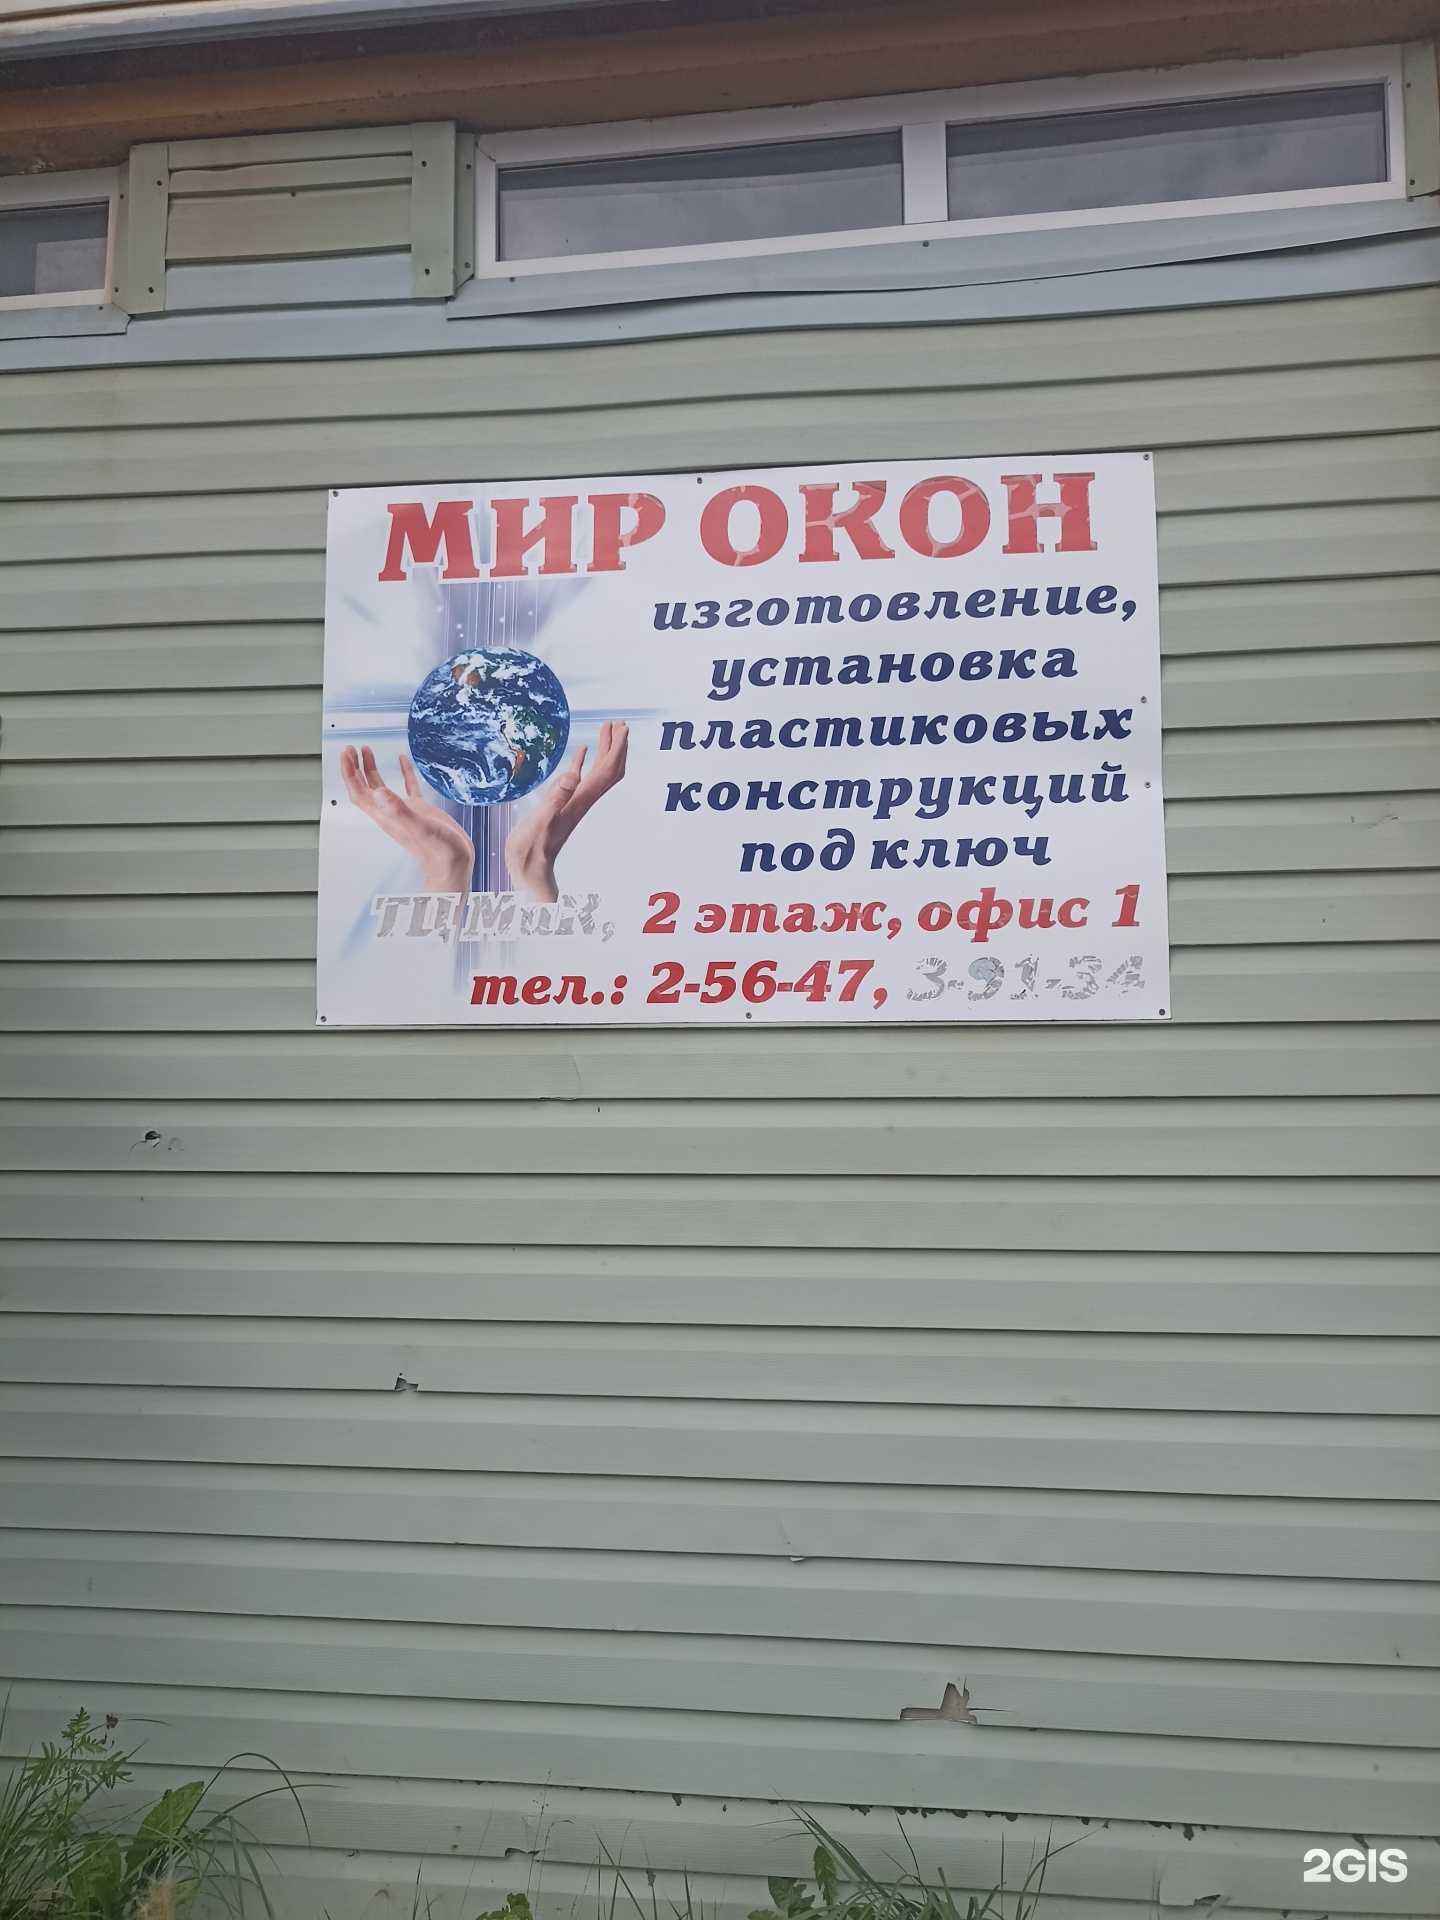 МИР ОКОН
изготовление,
установка
пластиковых
конструкций
под ключ
ТЦ МиК, 2 этаж, офис 1
тел.: 2-56-47, 3-91-34
2GIS